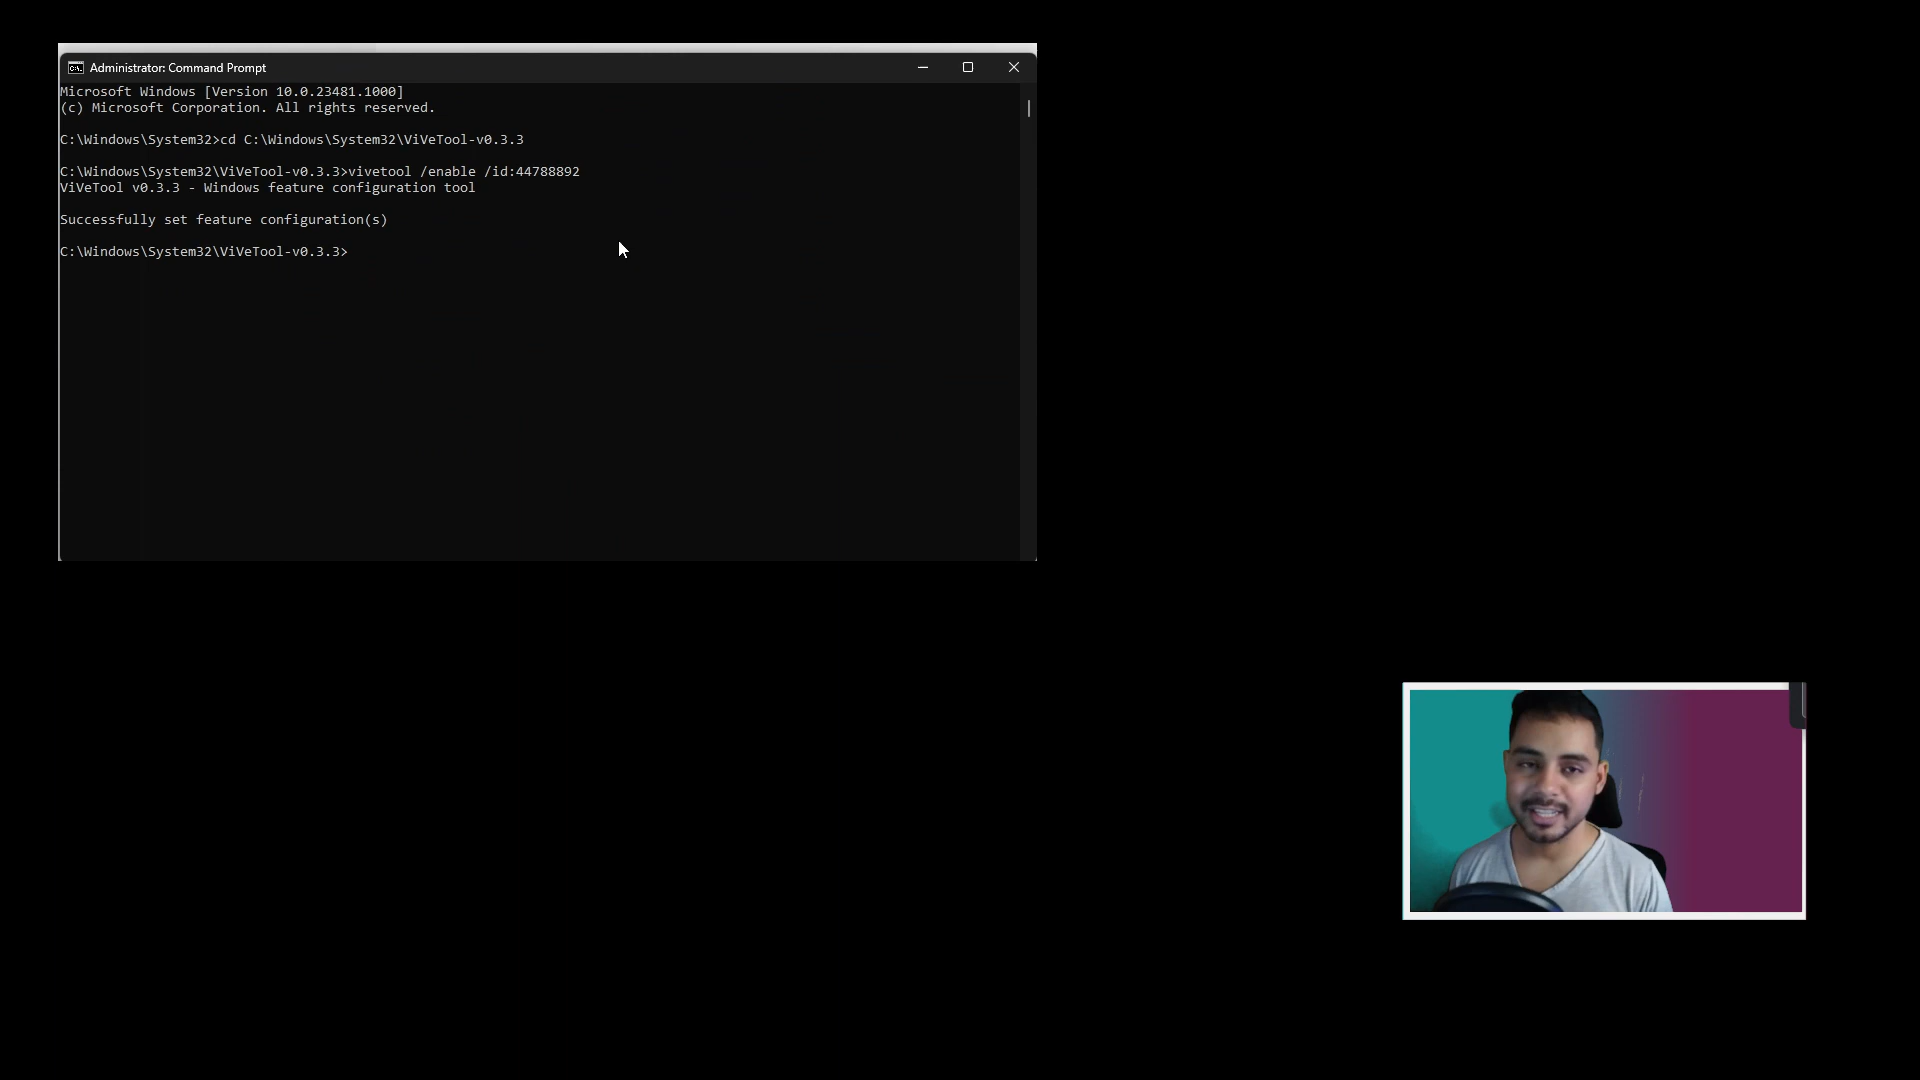 Administrator: Command Prompt
Microsoft Windows [Version 10.0.23481.1000]
(c) Microsoft Corporation. All rights reserved.
C:\Windows\System32>cd C:\Windows\System32\ViVeTool-v0.3.3
C:\Windows\System32\ViVeTool-v0.3.3>vivetool /enable /id:44788892
ViVeTool v0.3.3 - Windows feature configuration tool
Successfully set feature configuration(s)
C:\Windows\System32\ViVeTool-v0.3.3>